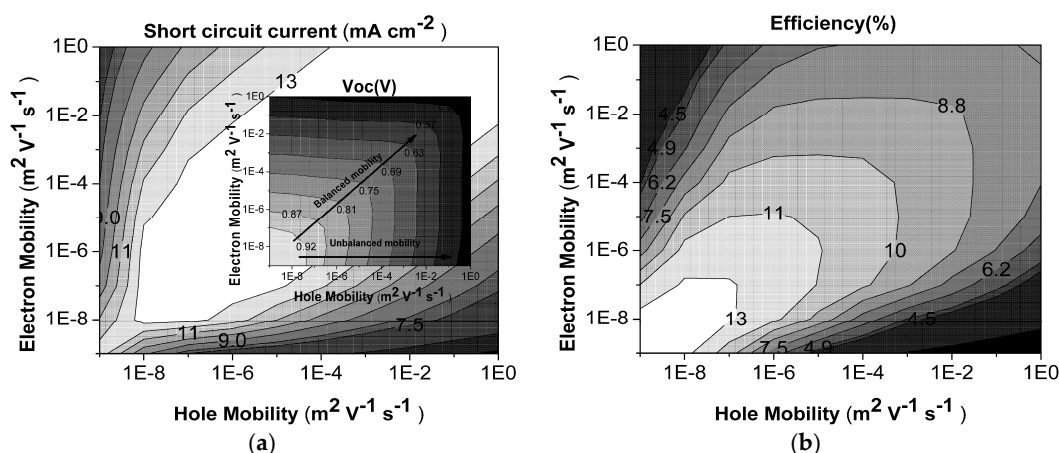 Short circuit current (mA cm-2)
1E0
1E-2
1E-4
1E-6
1E-8
Electron Mobility (m2 V-1 s-1)
13
9.0
11
11
9.0
7.5
Voc(V)
1E0
1E-2
1E-4
1E-6
1E-8
Electron Mobility (m2 V-1 s-1)
0.57
0.63
0.69
0.75
0.81
0.87
0.92
Balanced mobility
Unbalanced mobility
1E-8 1E-6 1E-4 1E-2 1E0
Hole Mobility (m2 V-1 s-1)
1E-8 1E-6 1E-4 1E-2 1E0
Hole Mobility (m2 V-1 s-1)
(a)
Efficiency(%)
1E0
1E-2
1E-4
1E-6
1E-8
Electron Mobility (m2 V-1 s-1)
4.5
4.9
6.2
7.5
8.8
11
10
6.2
13
4.5
7.5
4.9
1E-8 1E-6 1E-4 1E-2 1E0
Hole Mobility (m2 V-1 s-1)
(b)